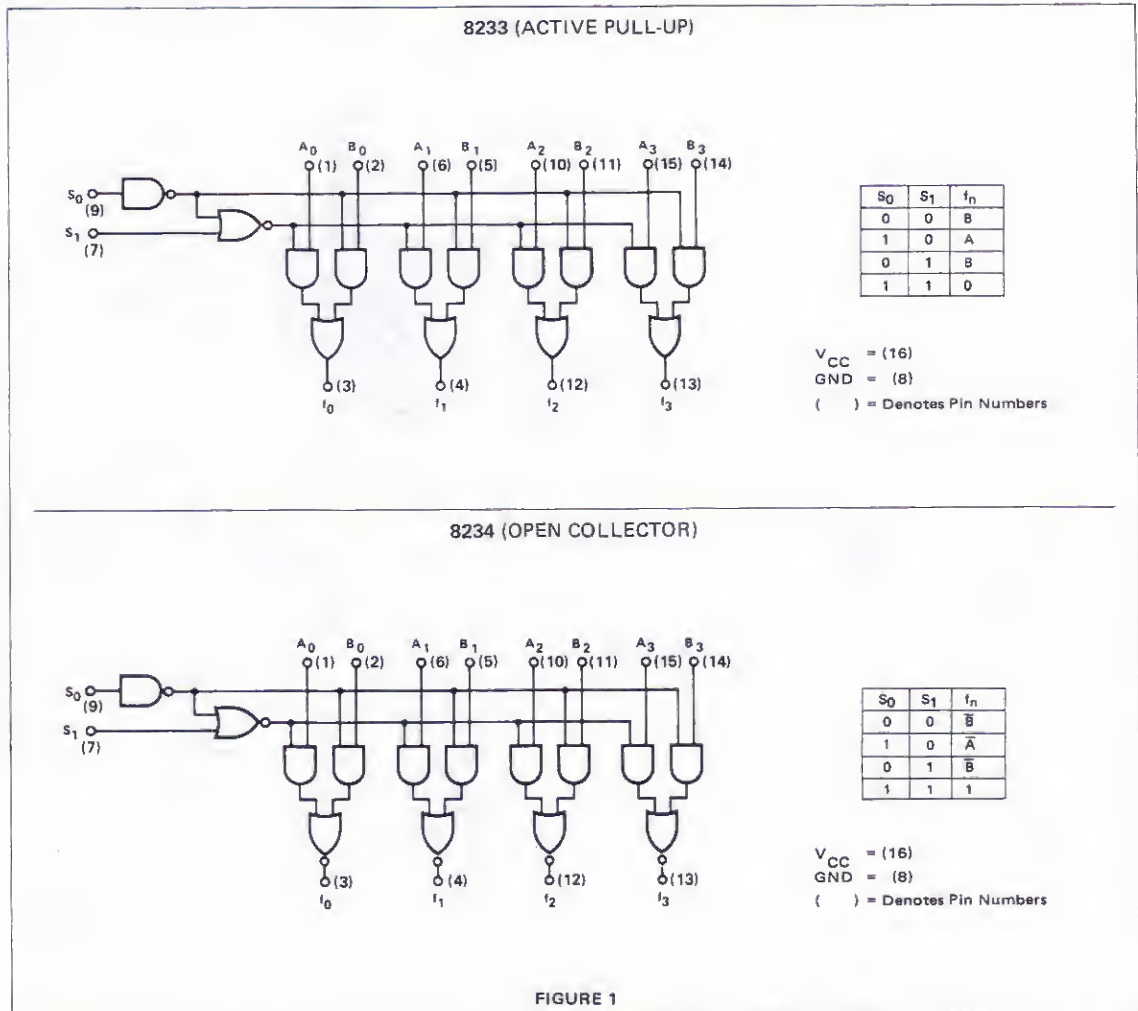 8233 (ACTIVE PULL-UP)
A0 B0 A1 B1 A2 B2 A3 B3
(1) (2) (6) (5) (10) (11) (15) (14)
S0
(9)
S1
(7)
(3) (4) (12) (13)
f0 f1 f2 f3
S0 S1 fn
0 0 B
1 0 A
0 1 B
1 1 0
VCC = (16)
GND = (8)
( ) = Denotes Pin Numbers
8234 (OPEN COLLECTOR)
A0 B0 A1 B1 A2 B2 A3 B3
(1) (2) (6) (5) (10) (11) (15) (14)
S0
(9)
S1
(7)
(3) (4) (12) (13)
f0 f1 f2 f3
S0 S1 fn
0 0 B̅
1 0 A̅
0 1 B̅
1 1 1
VCC = (16)
GND = (8)
( ) = Denotes Pin Numbers
FIGURE 1